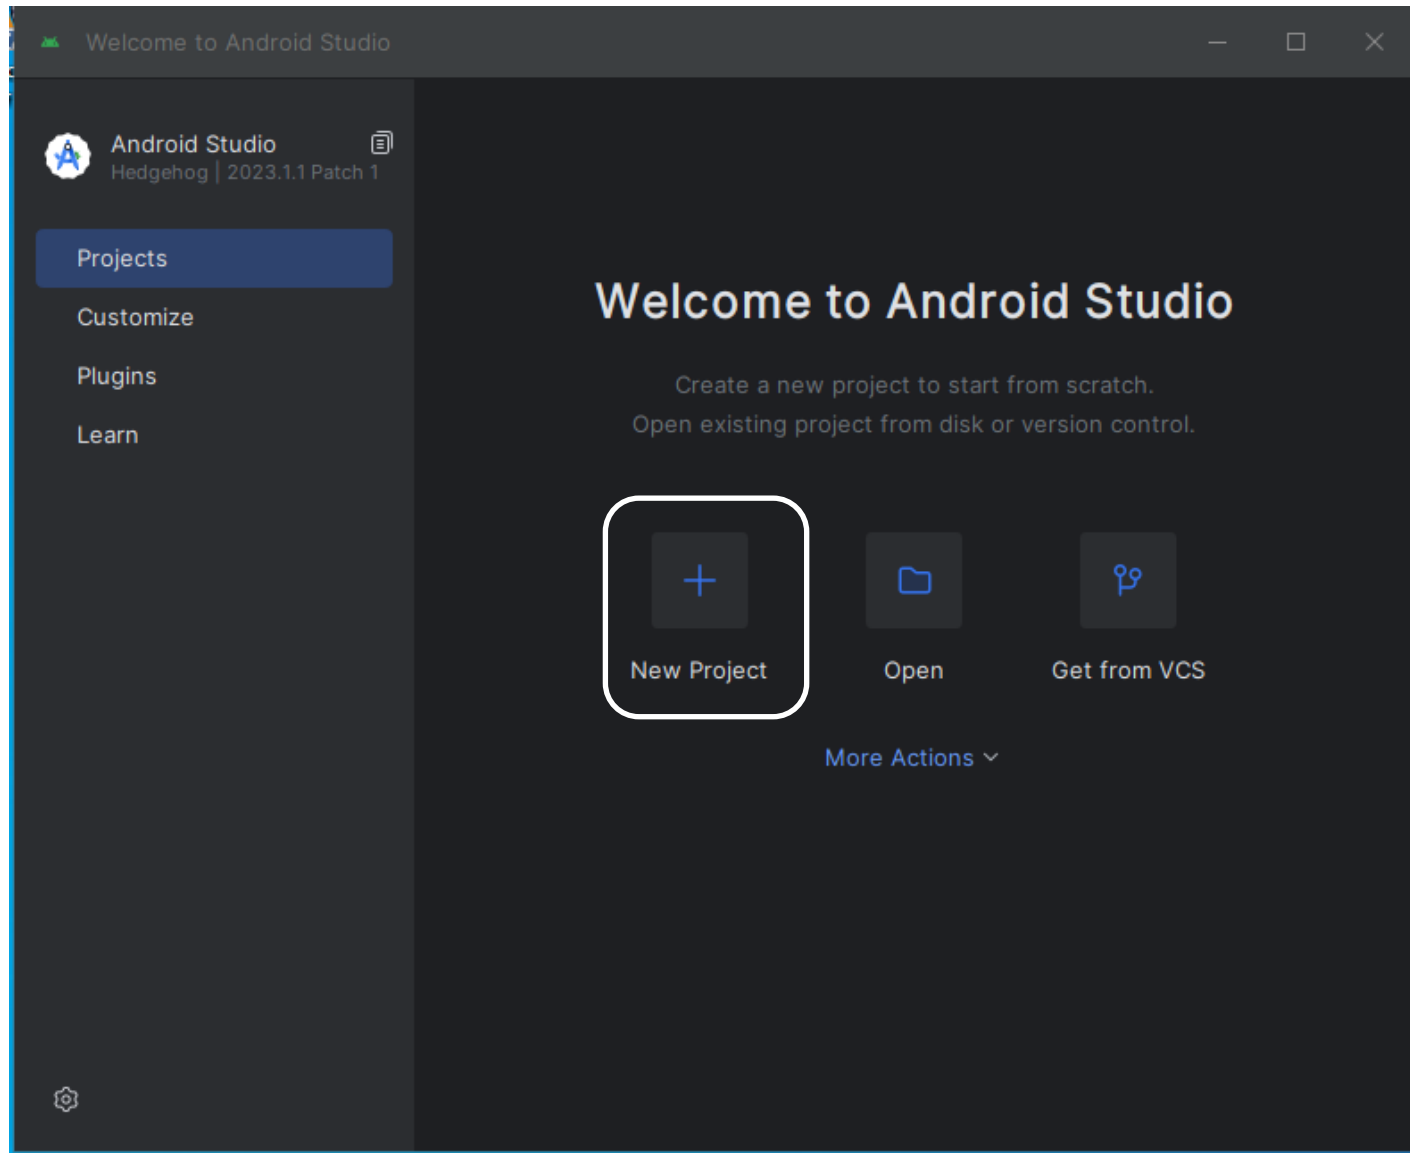 Welcome to Android Studio
Android Studio
Hedgehog | 2023.1.1 Patch 1
Projects
Customize
Plugins
Learn
Welcome to Android Studio
Create a new project to start from scratch.
Open existing project from disk or version control.
New Project
Open
Get from VCS
More Actions